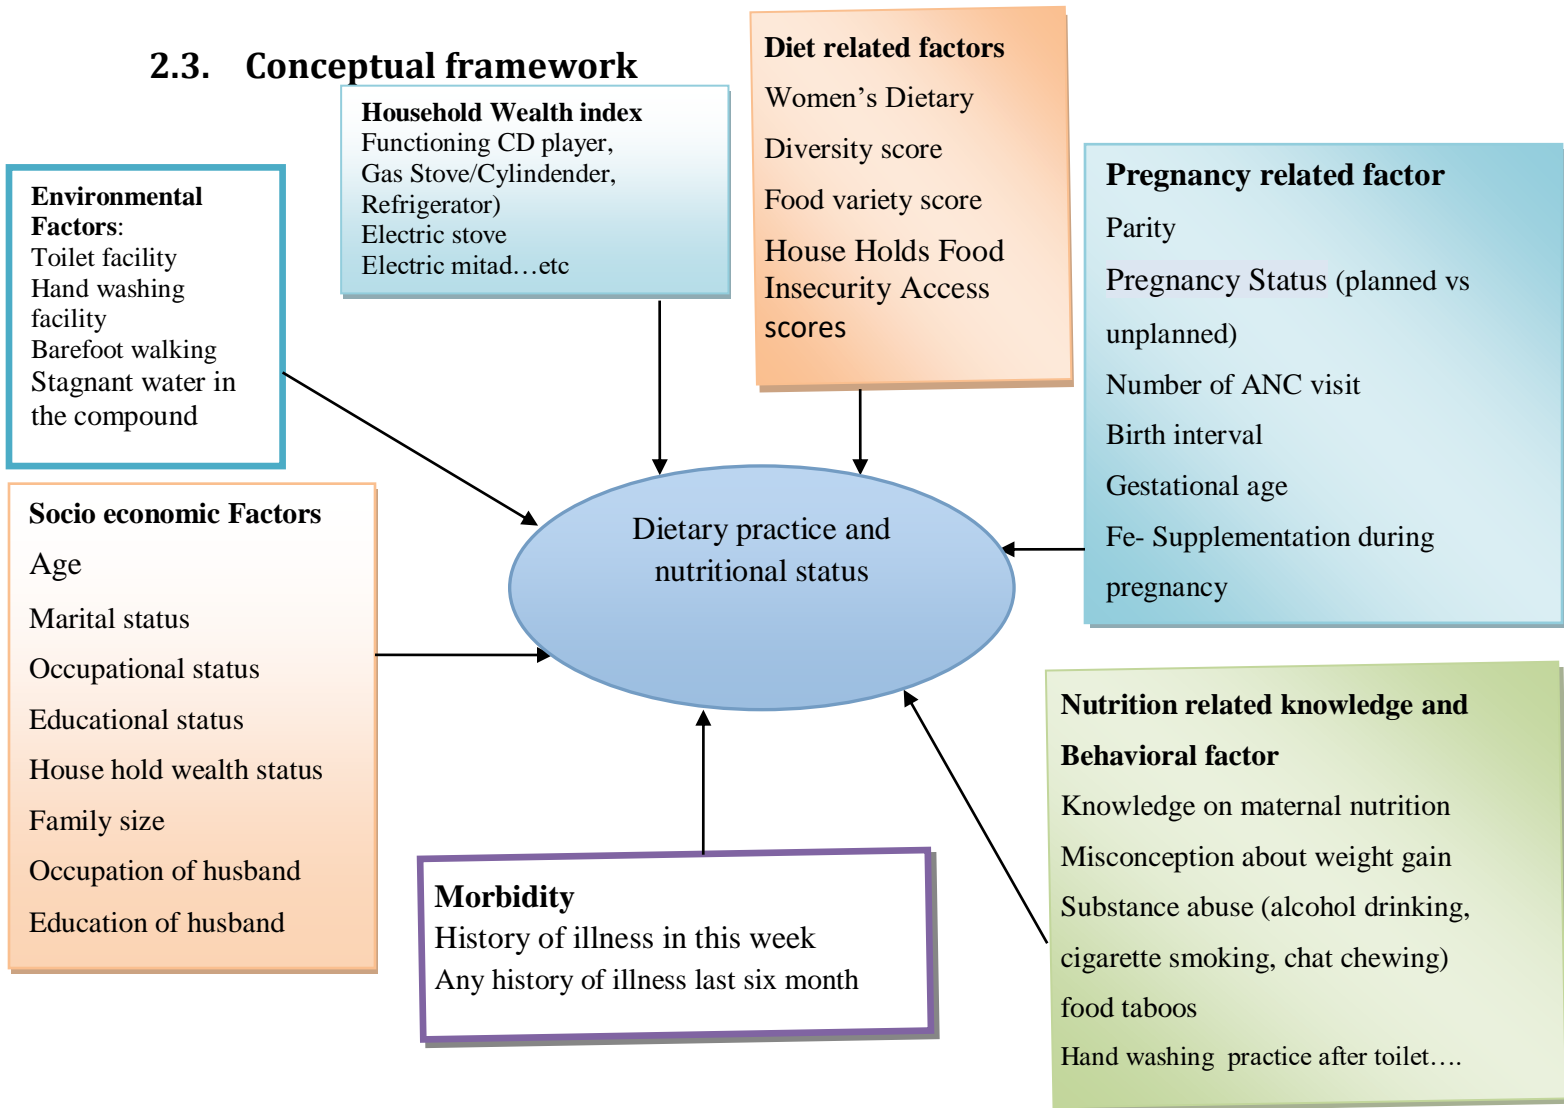 2.3. Conceptual framework
Household Wealth index
Functioning CD player,
Gas Stove/Cylindender,
Refrigerator)
Electric stove
Electric mitad…etc
Diet related factors
Women’s Dietary
Diversity score
Food variety score
House Holds Food
Insecurity Access
scores
Environmental
Factors:
Toilet facility
Hand washing
facility
Barefoot walking
Stagnant water in
the compound
Pregnancy related factor
Parity
Pregnancy Status (planned vs
unplanned)
Number of ANC visit
Birth interval
Gestational age
Fe- Supplementation during
pregnancy
Dietary practice and
nutritional status
Socio economic Factors
Age
Marital status
Occupational status
Educational status
House hold wealth status
Family size
Occupation of husband
Education of husband
Morbidity
History of illness in this week
Any history of illness last six month
Nutrition related knowledge and
Behavioral factor
Knowledge on maternal nutrition
Misconception about weight gain
Substance abuse (alcohol drinking,
cigarette smoking, chat chewing)
food taboos
Hand washing practice after toilet….